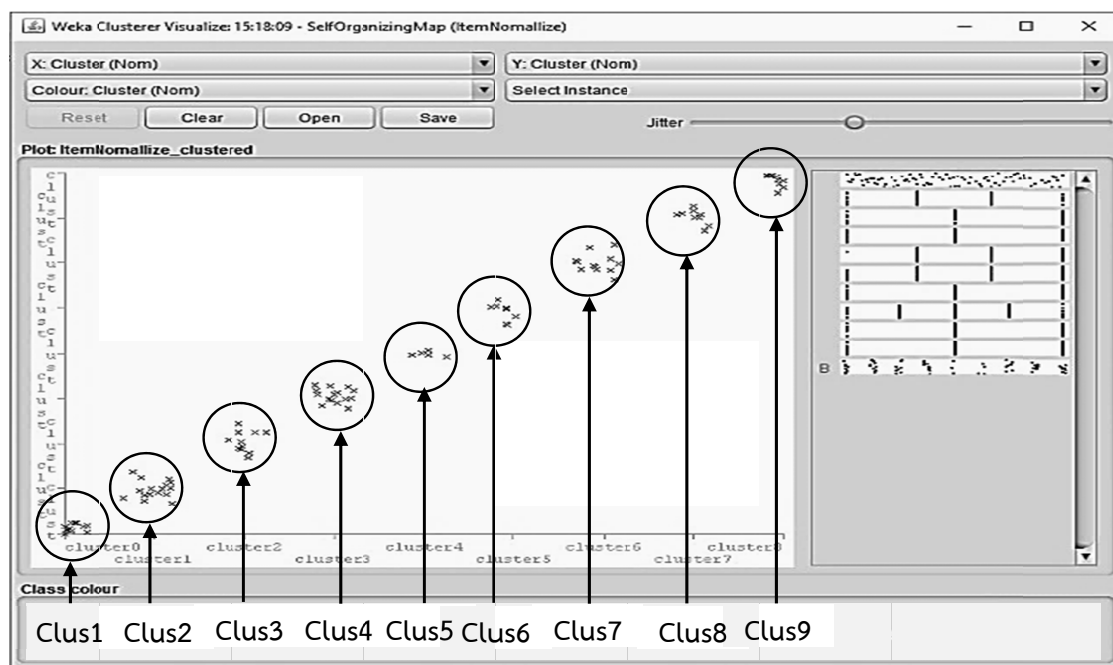 Weka Clusterer Visualize: 15:18:09 - SelfOrganizingMap (ItemNomallize)
X: Cluster (Nom)
Y: Cluster (Nom)
Colour: Cluster (Nom)
Select Instance
Reset
Clear
Open
Save
Jitter
Plot: ItemNomallize_clustered
B
cluster0
cluster2
cluster4
cluster6
cluster8
cluster1
cluster3
cluster5
cluster7
Class colour
Clus1 Clus2 Clus3 Clus4 Clus5 Clus6 Clus7 Clus8 Clus9